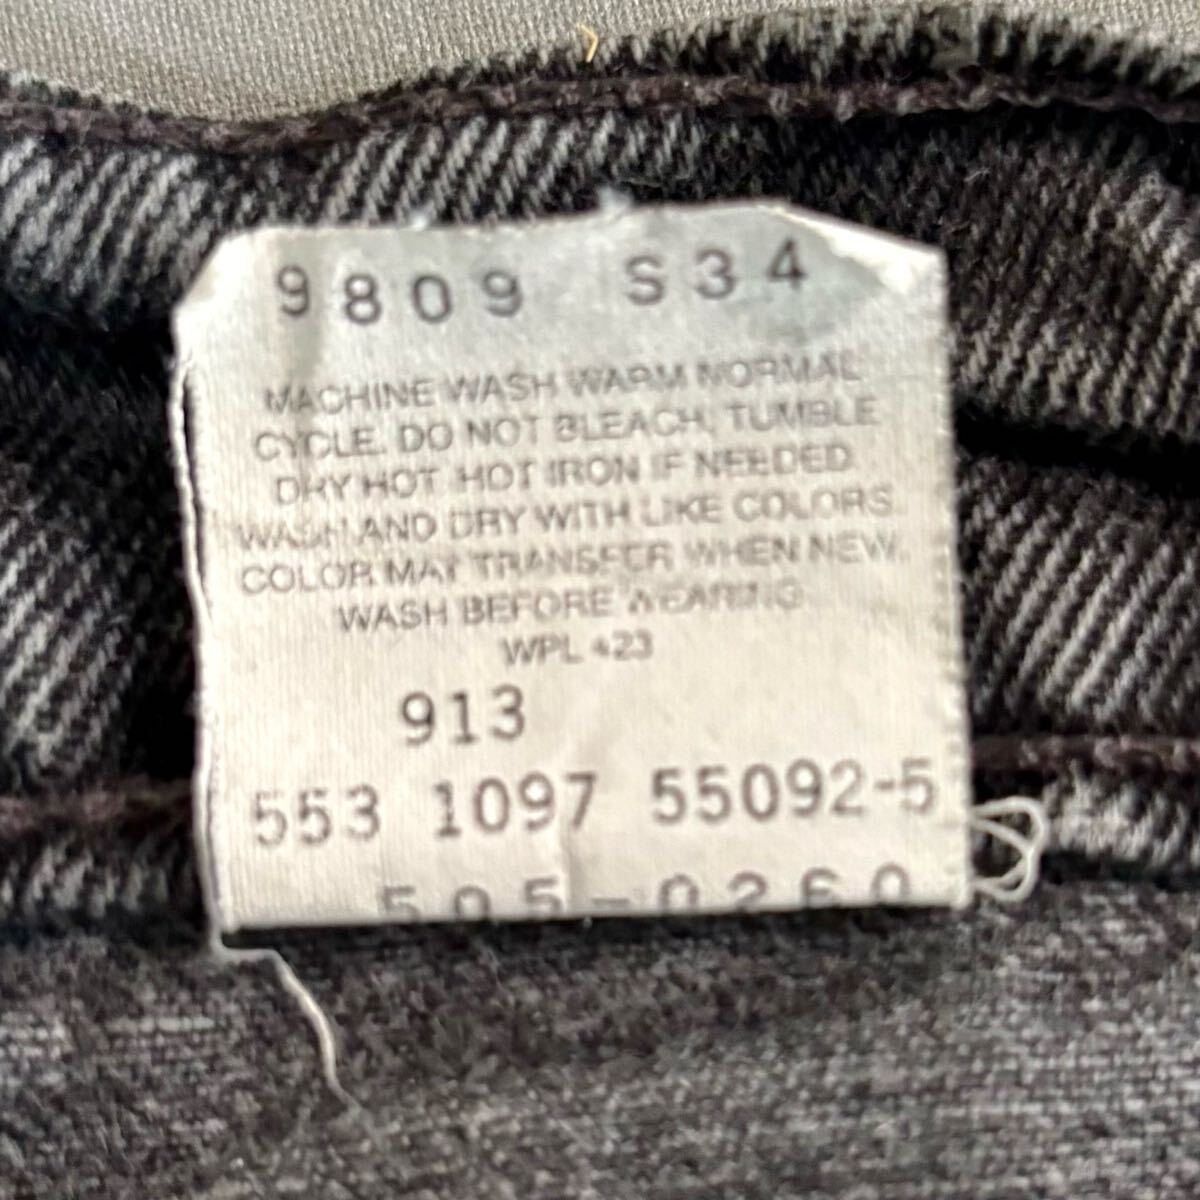 9809 S34
MACHINE WASH WARM NORMAL
CYCLE. DO NOT BLEACH, TUMBLE
DRY HOT. HOT IRON IF NEEDED.
WASH AND DRY WITH LIKE COLORS.
COLOR MAY TRANSFER WHEN NEW.
WASH BEFORE WEARING
WPL 423
913
553 1097 55092-5
505-0260